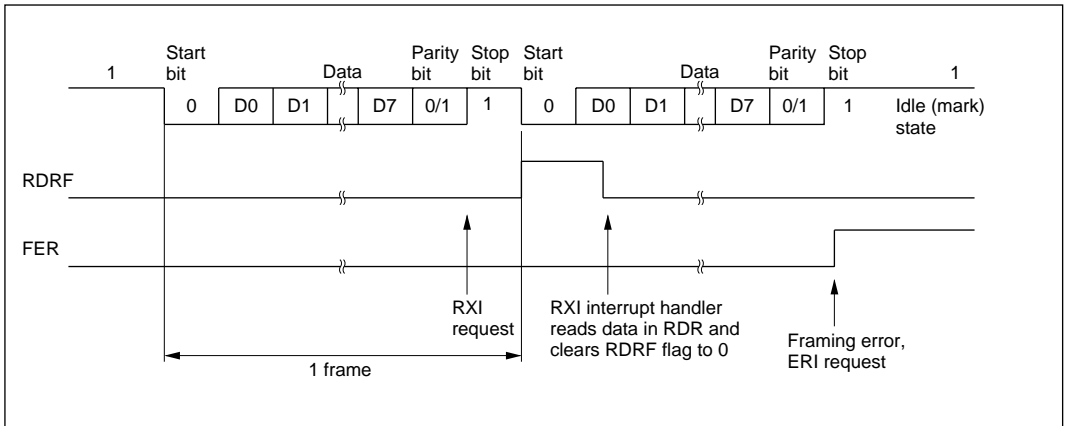 1
Start bit
Data
Parity bit
Stop bit
Start bit
Data
Parity bit
Stop bit
1
0 D0 D1 D7 0/1 1 0 D0 D1 D7 0/1 1
Idle (mark) state
RDRF
FER
RXI request
RXI interrupt handler
reads data in RDR and
clears RDRF flag to 0
Framing error,
ERI request
1 frame